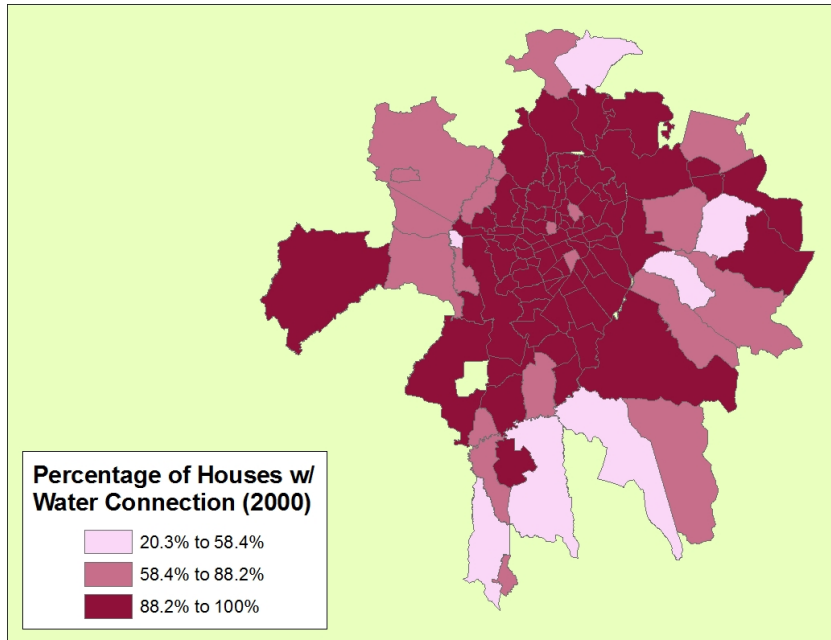 Percentage of Houses w/
Water Connection (2000)
20.3% to 58.4%
58.4% to 88.2%
88.2% to 100%